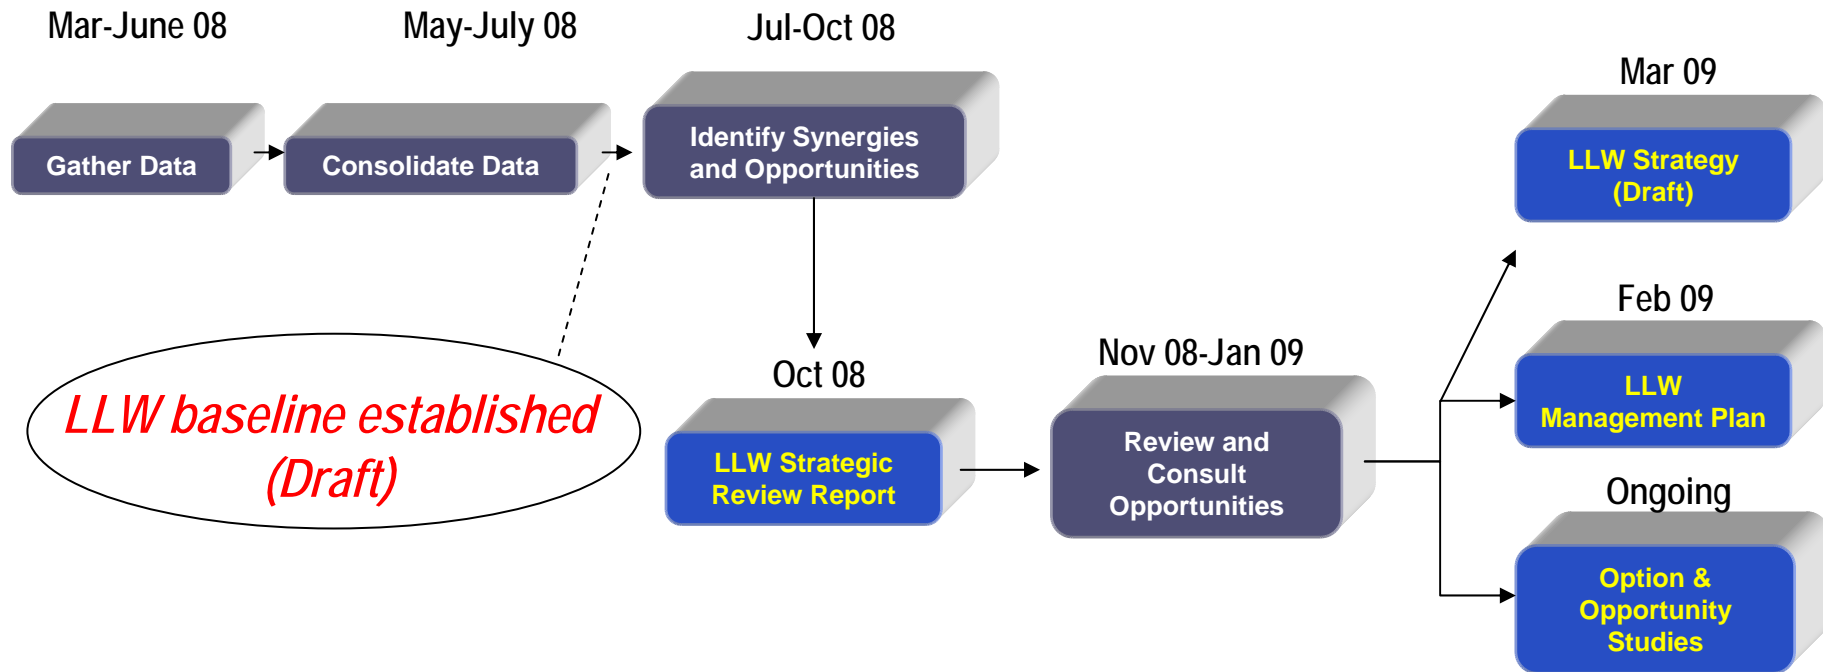 Mar-June 08
May-July 08
Jul-Oct 08
Gather Data
Consolidate Data
Identify Synergies
and Opportunities
LLW baseline established
(Draft)
Oct 08
LLW Strategic
Review Report
Nov 08-Jan 09
Review and
Consult
Opportunities
Mar 09
LLW Strategy
(Draft)
Feb 09
LLW
Management Plan
Ongoing
Option &
Opportunity
Studies